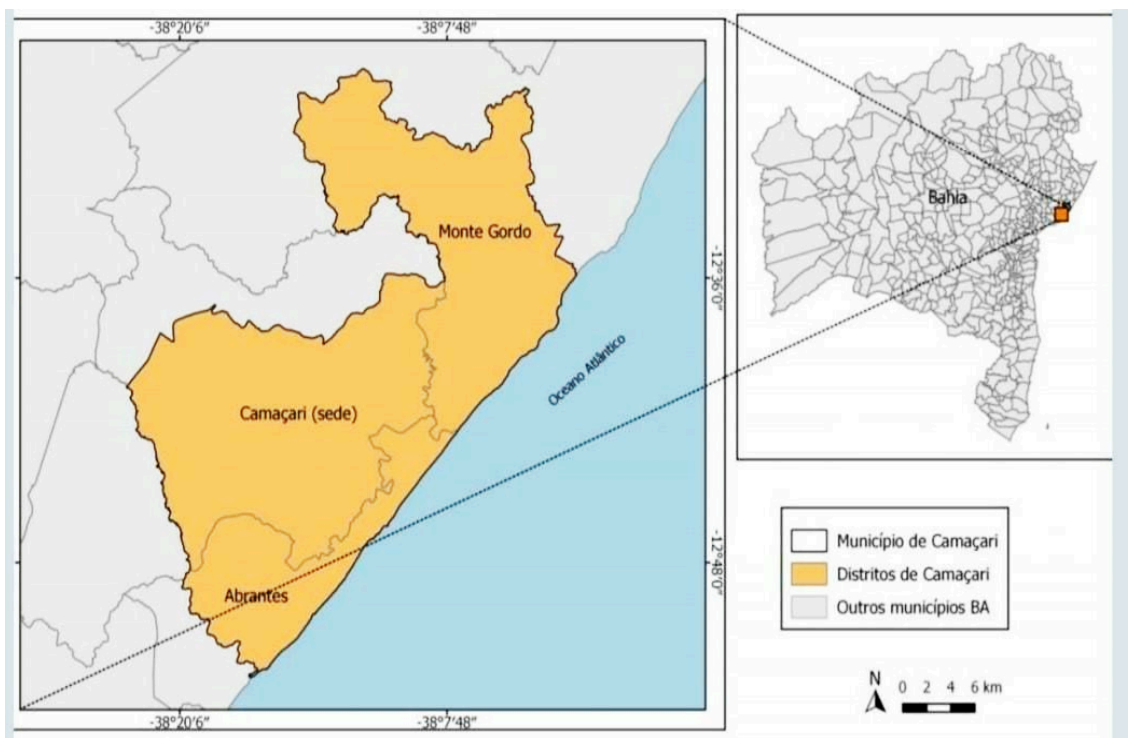 -38°20'6"
-38°7'48"
Monte Gordo
-12°36'0"
Oceano Atlântico
Camaçari (sede)
-12°48'0"
Abrantes
-38°20'6"
-38°7'48"
Bahia
Município de Camaçari
Distritos de Camaçari
Outros municípios BA
N
0 2 4 6 km